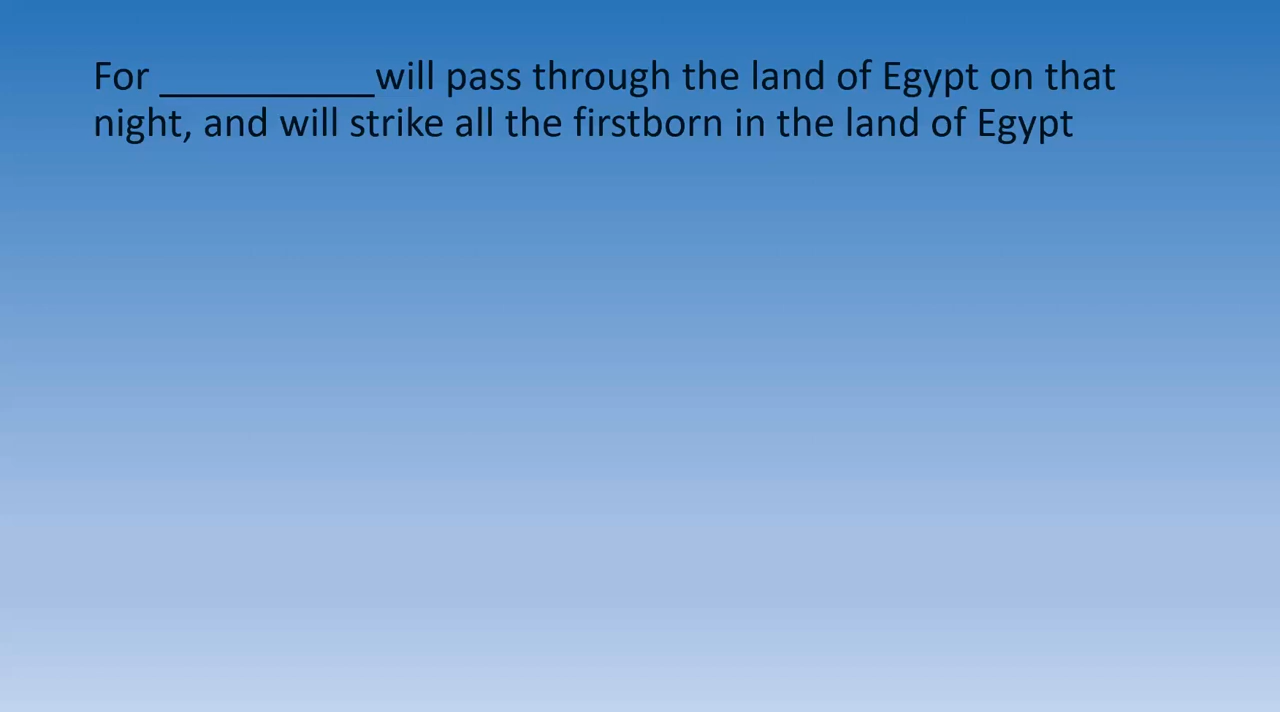 For __________will pass through the land of Egypt on that
night, and will strike all the firstborn in the land of Egypt